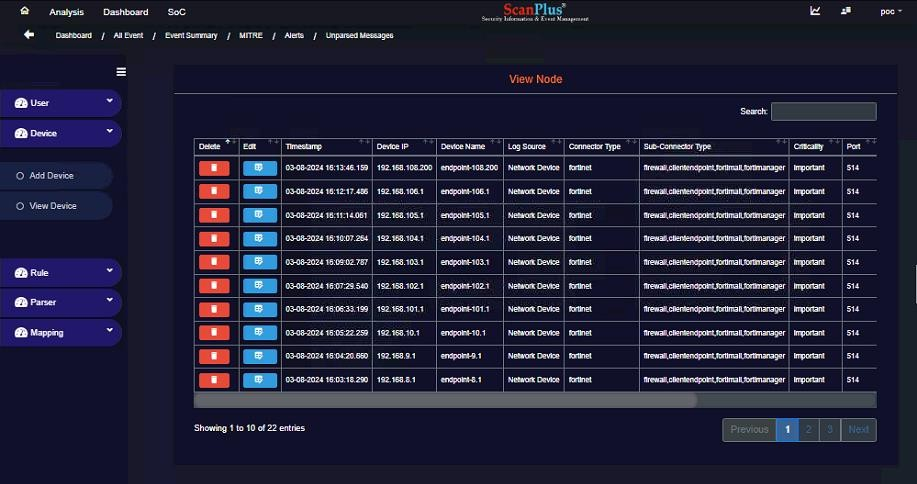 Analysis Dashboard SoC ScanPlus® poc
Security Information & Event Management
Dashboard / All Event / Event Summary / MITRE / Alerts / Unparsed Messages
View Node
User
Search:
Device
Delete Edit Timestamp Device IP Device Name Log Source Connector Type Sub-Connector Type Criticality Port
03-08-2024 16:13:46.159 192.168.108.200 endpoint-108.200 Network Device fortinet firewall,clientendpoint,fortimail,fortimanager Important 514
Add Device
03-08-2024 16:12:17.486 192.168.106.1 endpoint-106.1 Network Device fortinet firewall,clientendpoint,fortimail,fortimanager Important 514
View Device
03-08-2024 16:11:14.061 192.168.105.1 endpoint-105.1 Network Device fortinet firewall,clientendpoint,fortimail,fortimanager Important 514
03-08-2024 16:10:07.264 192.168.104.1 endpoint-104.1 Network Device fortinet firewall,clientendpoint,fortimail,fortimanager Important 514
03-08-2024 16:09:02.787 192.168.103.1 endpoint-103.1 Network Device fortinet firewall,clientendpoint,fortimail,fortimanager Important 514
Rule
03-08-2024 16:07:29.540 192.168.102.1 endpoint-102.1 Network Device fortinet firewall,clientendpoint,fortimail,fortimanager Important 514
Parser
03-08-2024 16:06:33.199 192.168.101.1 endpoint-101.1 Network Device fortinet firewall,clientendpoint,fortimail,fortimanager Important 514
Mapping
03-08-2024 16:05:22.259 192.168.10.1 endpoint-10.1 Network Device fortinet firewall,clientendpoint,fortimail,fortimanager Important 514
03-08-2024 16:04:20.660 192.168.9.1 endpoint-9.1 Network Device fortinet firewall,clientendpoint,fortimail,fortimanager Important 514
03-08-2024 16:03:18.290 192.168.8.1 endpoint-8.1 Network Device fortinet firewall,clientendpoint,fortimail,fortimanager Important 514
Showing 1 to 10 of 22 entries
Previous 1 2 3 Next